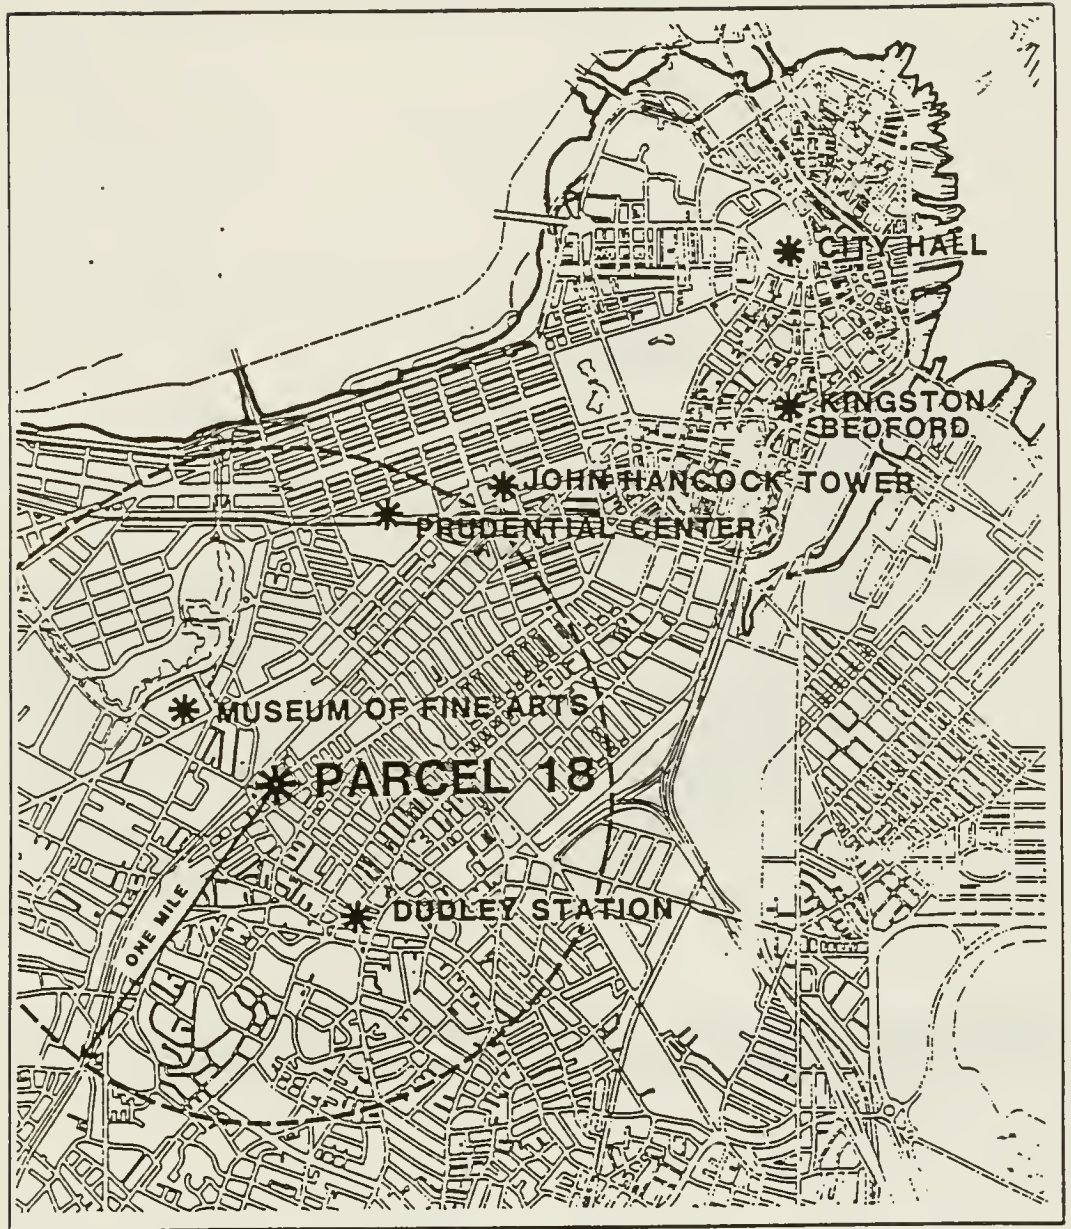 CITY HALL
KINGSTON
BEDFORD
JOHN HANCOCK TOWER
PRUDENTIAL CENTER
MUSEUM OF FINE ARTS
PARCEL 18
DUDLEY STATION
ONE MILE